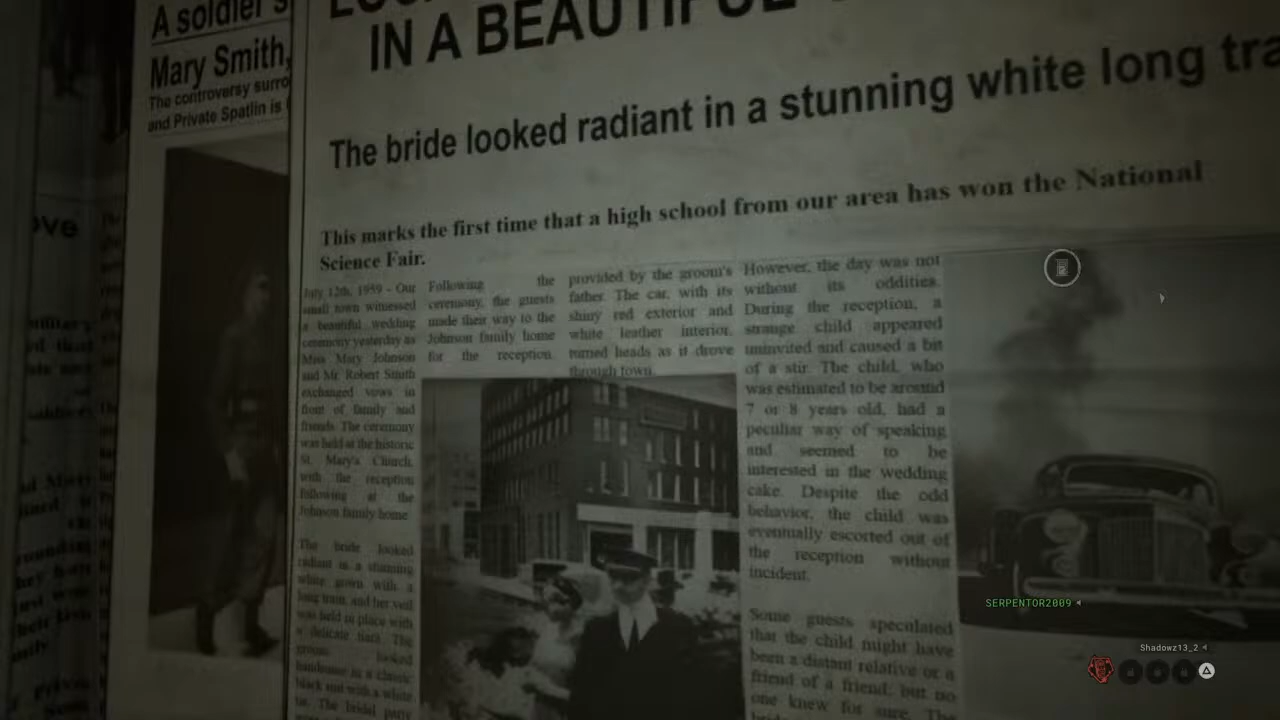 A soldier s
Mary Smith,
The controversy surro
and Private Spatlin is
IN A BEAUTIFUL
The bride looked radiant in a stunning white long tra
This marks the first time that a high school from our area has won the National
Science Fair.
July 12th, 1959 - Our
small town witnessed
a beautiful wedding
ceremony yesterday as
Miss Mary Johnson
and Mr. Robert Smith
exchanged vows in
front of family and
friends. The ceremony
was held at the historic
St. Mary's Church,
with the reception
following at the
Johnson family home
The bride looked
radiant in a stunning
white gown with a
long train, and her veil
was held in place with
a delicate tiara. The
groom looked
handsome in a classic
black suit with a white
tie. The bridal party
Following the
ceremony, the guests
made their way to the
Johnson family home
for the reception,
provided by the groom's
father. The car, with its
shiny red exterior and
white leather interior,
turned heads as it drove
through town.
However, the day was not
without its oddities.
During the reception, a
strange child appeared
uninvited and caused a bit
of a stir. The child, who
was estimated to be around
7 or 8 years old, had a
peculiar way of speaking
and seemed to be
interested in the wedding
cake. Despite the odd
behavior, the child was
eventually escorted out of
the reception without
incident.
Some guests speculated
that the child might have
been a distant relative or a
friend of a friend, but no
one knew for sure. The
SERPENTOR2009
Shadowz13_2